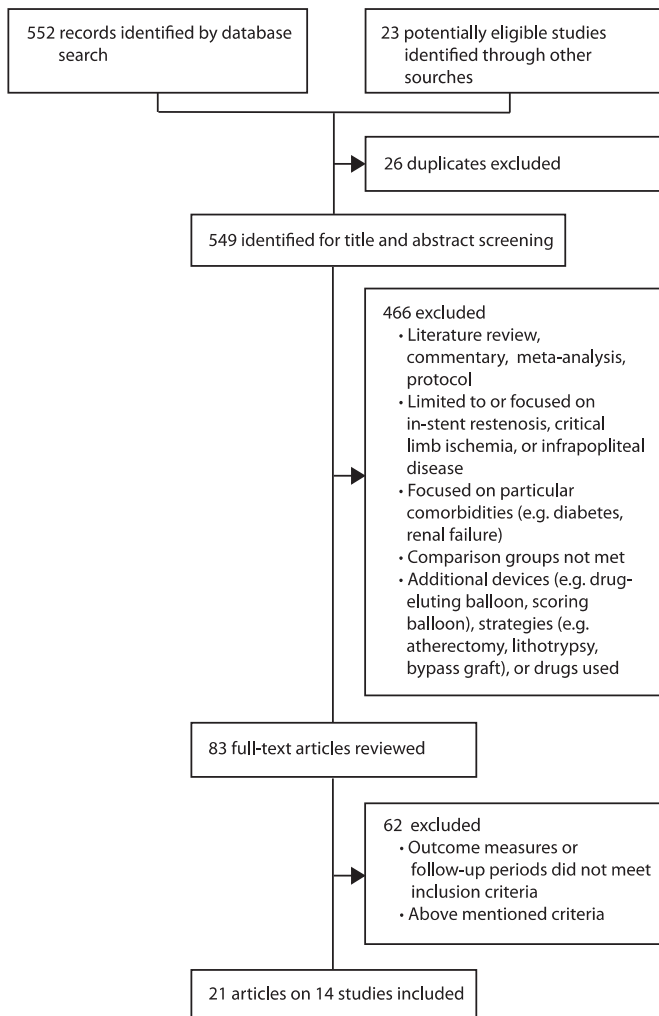 552 records identified by database
search
23 potentially eligible studies
identified through other
sourches
26 duplicates excluded
549 identified for title and abstract screening
466 excluded
• Literature review,
commentary, meta-analysis,
protocol
• Limited to or focused on
in-stent restenosis, critical
limb ischemia, or infrapopliteal
disease
• Focused on particular
comorbidities (e.g. diabetes,
renal failure)
• Comparison groups not met
• Additional devices (e.g. drug-
eluting balloon, scoring
balloon), strategies (e.g.
atherectomy, lithotrypsy,
bypass graft), or drugs used
83 full-text articles reviewed
62 excluded
• Outcome measures or
follow-up periods did not meet
inclusion criteria
• Above mentioned criteria
21 articles on 14 studies included